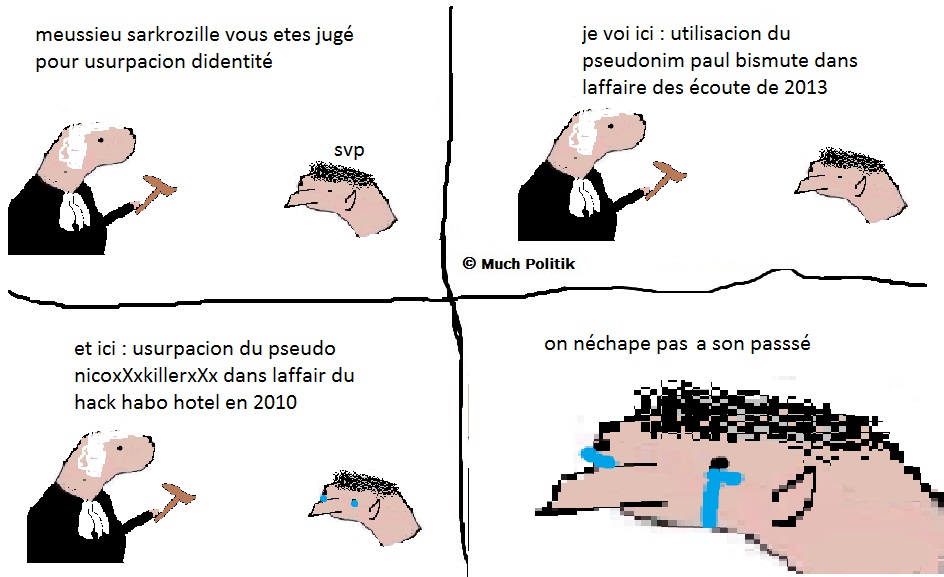 meussieu sarkrozille vous etes jugé
pour usurpacion didentité
svp
je voi ici : utilisacion du
pseudonim paul bismute dans
laffaire des écoute de 2013
© Much Politik
et ici : usurpacion du pseudo
nicoxXxkillerxXx dans laffair du
hack habo hotel en 2010
on néchape pas a son passsé